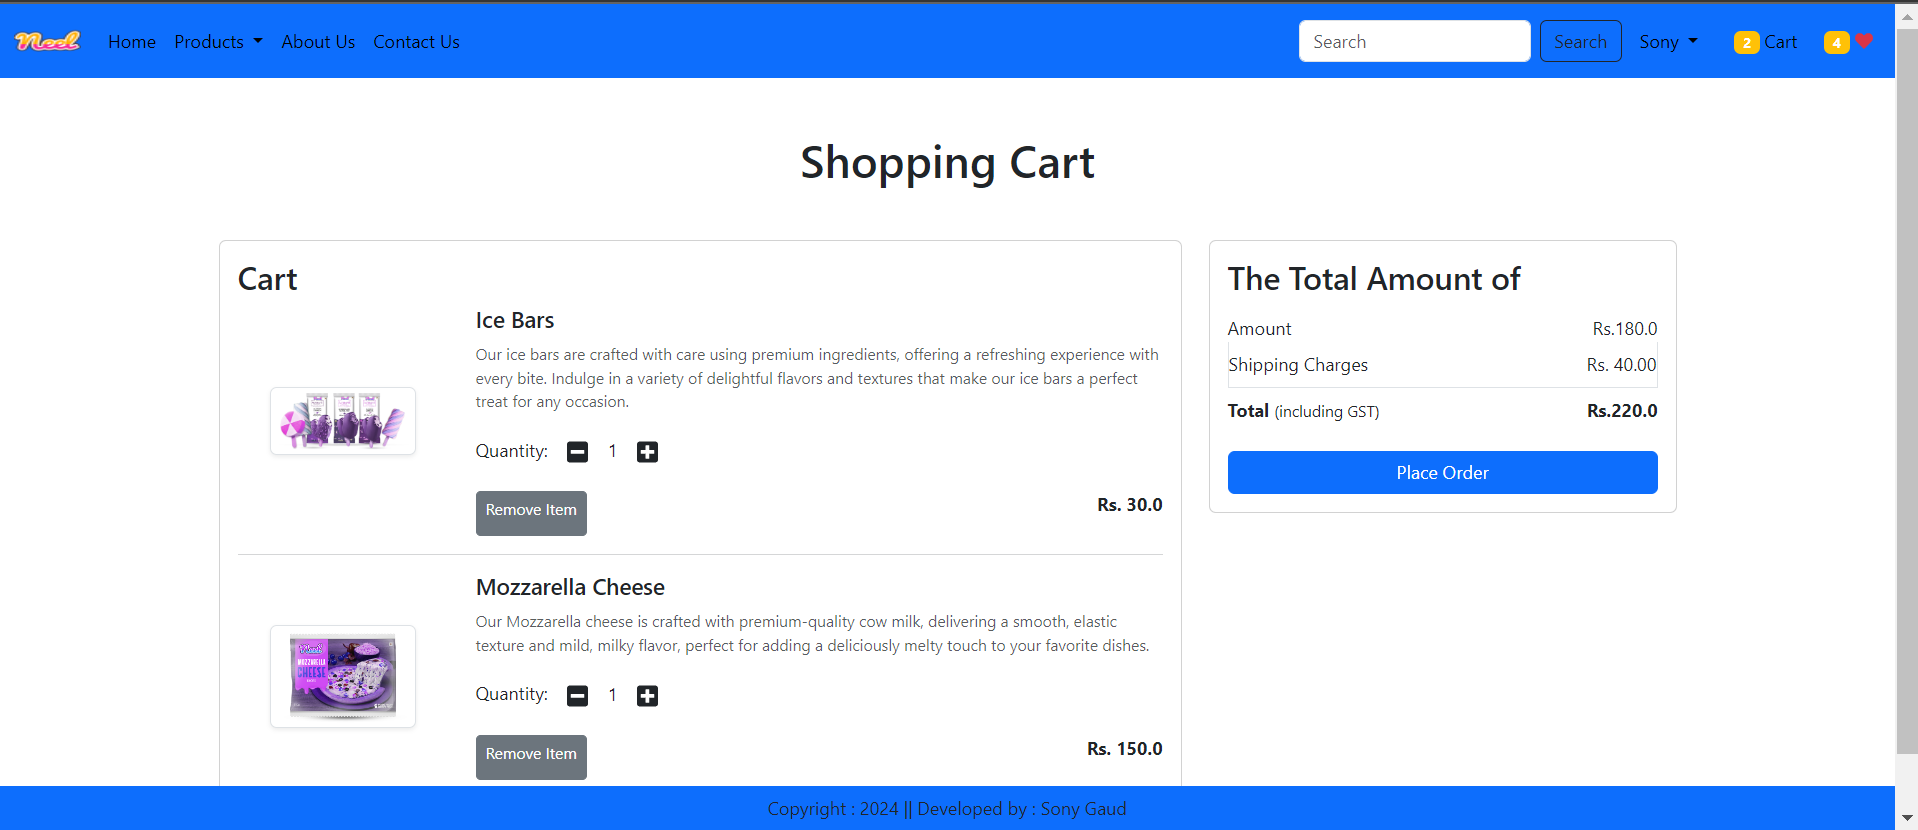 Neel Home Products About Us Contact Us Search Search Sony 2 Cart 4
Shopping Cart
Cart
Ice Bars
Our ice bars are crafted with care using premium ingredients, offering a refreshing experience with
every bite. Indulge in a variety of delightful flavors and textures that make our ice bars a perfect
treat for any occasion.
Quantity: 1
Remove Item Rs. 30.0
Mozzarella Cheese
Our Mozzarella cheese is crafted with premium-quality cow milk, delivering a smooth, elastic
texture and mild, milky flavor, perfect for adding a deliciously melty touch to your favorite dishes.
Neel
MOZZARELLA
CHEESE
Quantity: 1
Remove Item Rs. 150.0
The Total Amount of
Amount Rs.180.0
Shipping Charges Rs. 40.00
Total (including GST) Rs.220.0
Place Order
Copyright : 2024 || Developed by : Sony Gaud